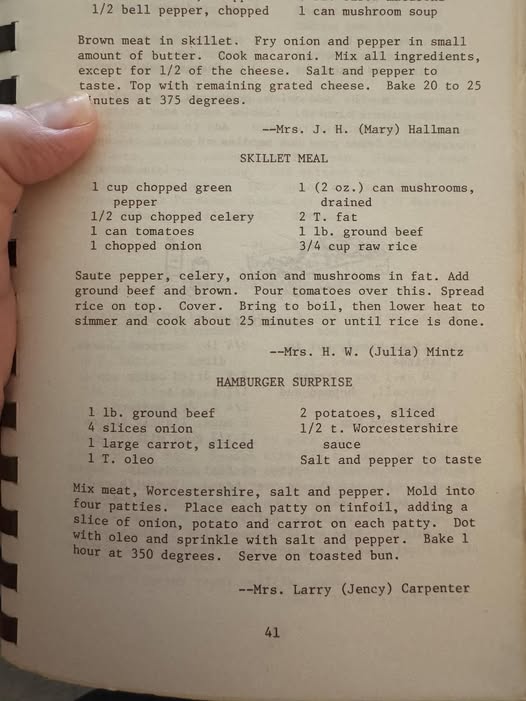 1/2 bell pepper, chopped 1 can mushroom soup
Brown meat in skillet. Fry onion and pepper in small
amount of butter. Cook macaroni. Mix all ingredients,
except for 1/2 of the cheese. Salt and pepper to
taste. Top with remaining grated cheese. Bake 20 to 25
minutes at 375 degrees.
--Mrs. J. H. (Mary) Hallman
SKILLET MEAL
1 cup chopped green
pepper
1/2 cup chopped celery
1 can tomatoes
1 chopped onion
1 (2 oz.) can mushrooms,
drained
2 T. fat
1 lb. ground beef
3/4 cup raw rice
Saute pepper, celery, onion and mushrooms in fat. Add
ground beef and brown. Pour tomatoes over this. Spread
rice on top. Cover. Bring to boil, then lower heat to
simmer and cook about 25 minutes or until rice is done.
--Mrs. H. W. (Julia) Mintz
HAMBURGER SURPRISE
1 lb. ground beef
4 slices onion
1 large carrot, sliced
1 T. oleo
2 potatoes, sliced
1/2 t. Worcestershire
sauce
Salt and pepper to taste
Mix meat, Worcestershire, salt and pepper. Mold into
four patties. Place each patty on tinfoil, adding a
slice of onion, potato and carrot on each patty. Dot
with oleo and sprinkle with salt and pepper. Bake 1
hour at 350 degrees. Serve on toasted bun.
--Mrs. Larry (Jency) Carpenter
41